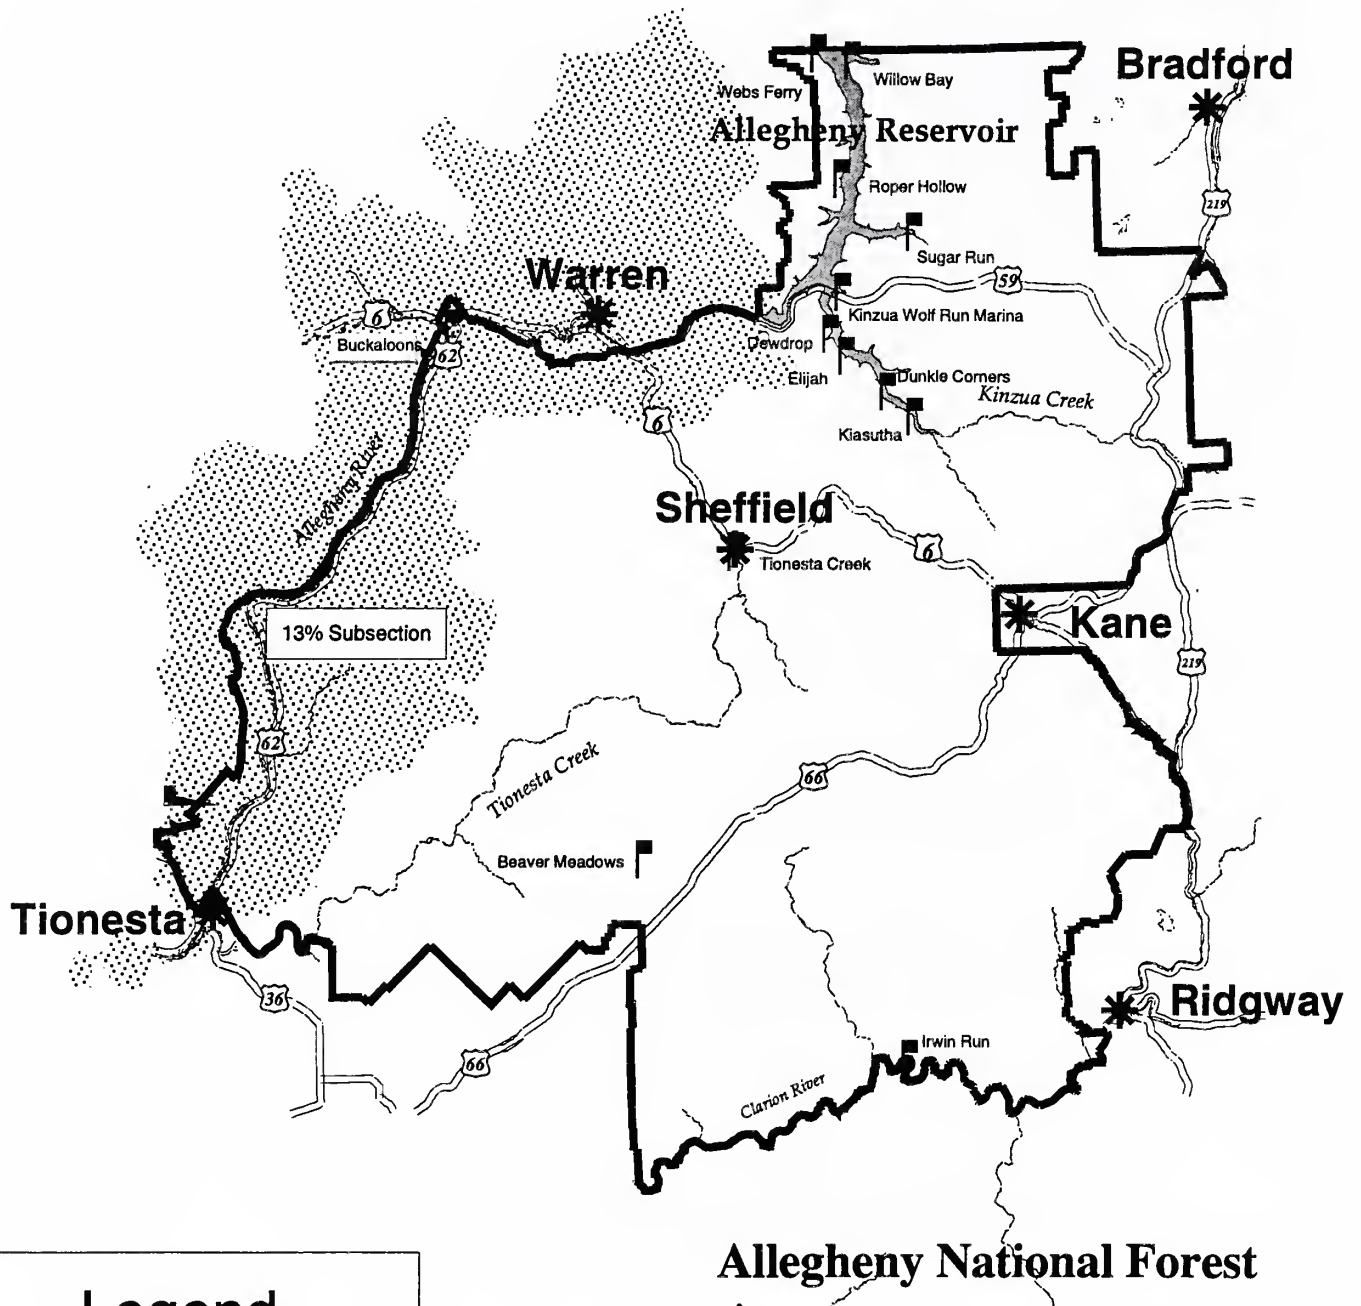 Bradford
Willow Bay
Webs Ferry
Allegheny Reservoir
Roper Hollow
219
Sugar Run
Warren
59
6
Kinzua Wolf Run Marina
Buckaloons
62
Dewdrop
Elijah
Dunkle Corners
Kinzua Creek
6
Kiasutha
Allegheny River
Sheffield
6
Tionesta Creek
13% Subsection
Kane
219
62
Tionesta Creek
66
Beaver Meadows
Tionesta
36
Ridgway
66
Irwin Run
Clarion River
Allegheny National Forest
Legend